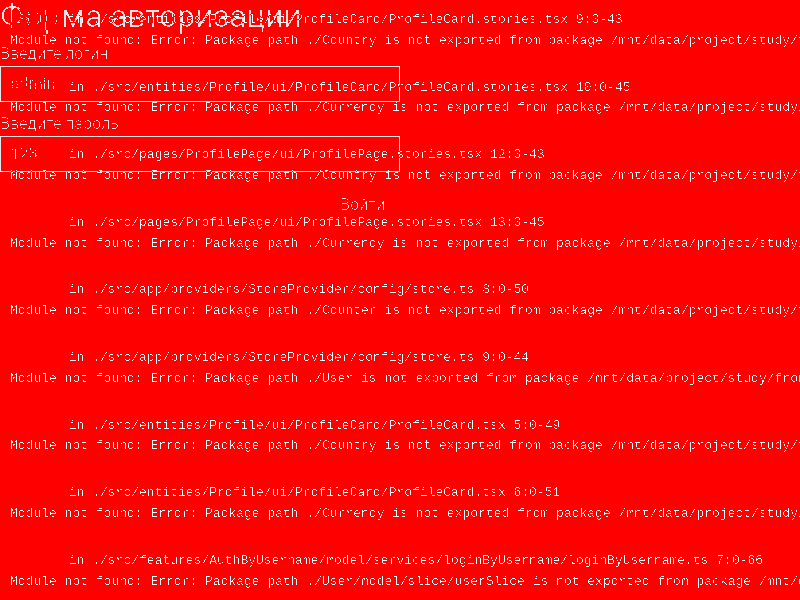 Форма авторизации
in ./src/entities/Profile/ui/ProfileCard/ProfileCard.stories.tsx 9:3-43
Module not found: Error: Package path ./Country is not exported from package /mnt/data/project/study/
Введите логин
admin
in ./src/entities/Profile/ui/ProfileCard/ProfileCard.stories.tsx 10:0-45
Module not found: Error: Package path ./Currency is not exported from package /mnt/data/project/study
Введите пароль
123
in ./src/pages/ProfilePage/ui/ProfilePage.stories.tsx 12:3-43
Module not found: Error: Package path ./Country is not exported from package /mnt/data/project/study/
Войти
in ./src/pages/ProfilePage/ui/ProfilePage.stories.tsx 13:3-45
Module not found: Error: Package path ./Currency is not exported from package /mnt/data/project/study
in ./src/app/providers/StoreProvider/config/store.ts 8:0-50
Module not found: Error: Package path ./Counter is not exported from package /mnt/data/project/study/
in ./src/app/providers/StoreProvider/config/store.ts 9:0-44
Module not found: Error: Package path ./User is not exported from package /mnt/data/project/study/fro
in ./src/entities/Profile/ui/ProfileCard/ProfileCard.tsx 5:0-49
Module not found: Error: Package path ./Country is not exported from package /mnt/data/project/study/
in ./src/entities/Profile/ui/ProfileCard/ProfileCard.tsx 6:0-51
Module not found: Error: Package path ./Currency is not exported from package /mnt/data/project/study
in ./src/features/AuthByUsername/model/services/loginByUsername/loginByUsername.ts 7:0-66
Module not found: Error: Package path ./User/model/slice/userSlice is not exported from package /mnt/